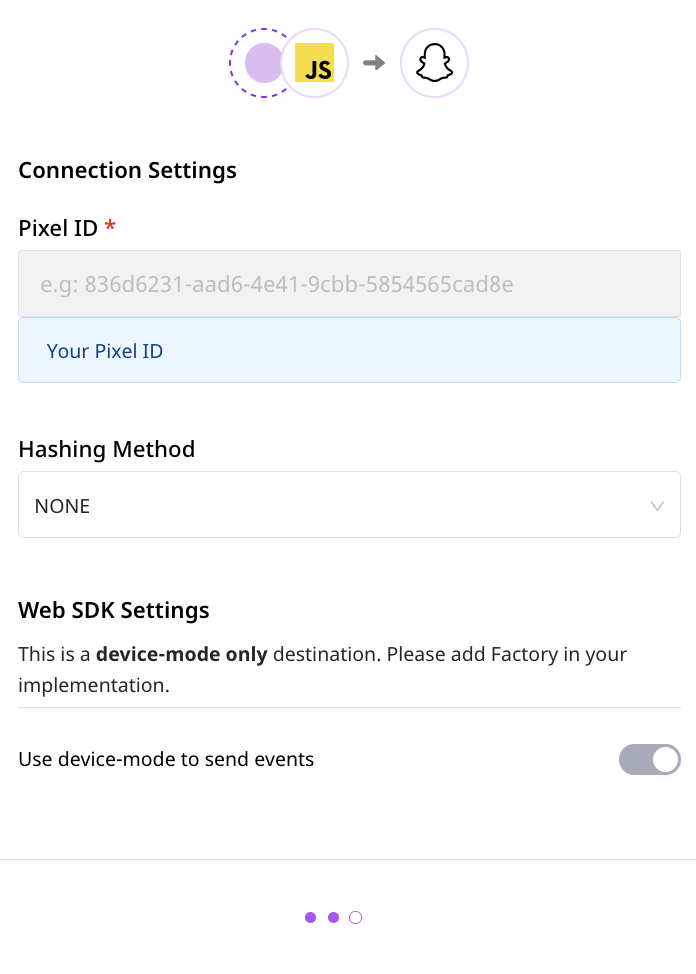 JS
Connection Settings
Pixel ID *
e.g: 836d6231-aad6-4e41-9cbb-5854565cad8e
Your Pixel ID
Hashing Method
NONE
Web SDK Settings
This is a device-mode only destination. Please add Factory in your
implementation.
Use device-mode to send events